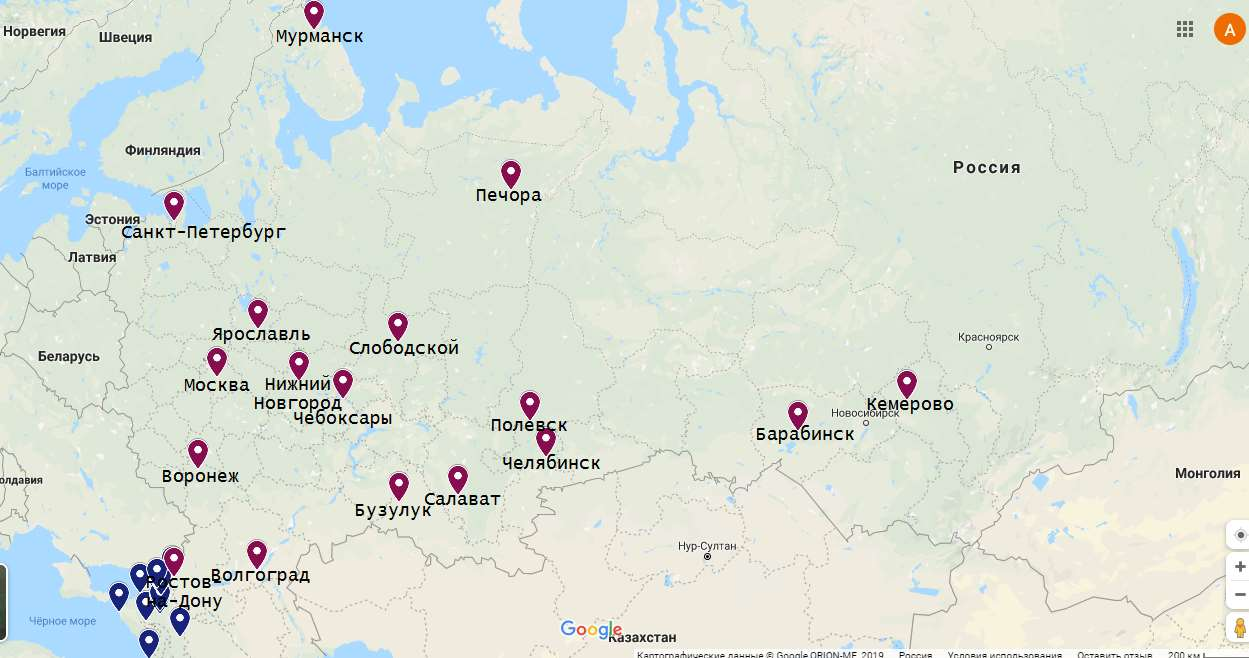 Норвегия
Швеция
Мурманск
A
Финляндия
Балтийское
море
Россия
Печора
Эстония
Санкт-Петербург
Латвия
Ярославль
Слободской
Красноярск
Беларусь
Москва
Нижний
Новгород
Чебоксары
Кемерово
Новосибирск
Полевск
Барабинск
Челябинск
Воронеж
Монголия
олдавия
Салават
Бузулук
Нур-Султан
Волгоград
Ростов-
на-Дону
Чёрное море
Google
Казахстан
Картографические данные © Google, ORION-ME, 2019 Россия Условия использования Оставить отзыв 200 км